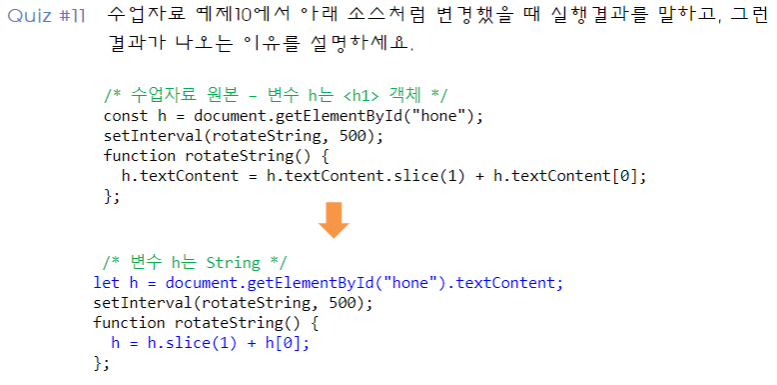 Quiz #11 수업자료 예제10에서 아래 소스처럼 변경했을 때 실행결과를 말하고, 그런
결과가 나오는 이유를 설명하세요.
/* 수업자료 원본 – 변수 h는 <h1> 객체 */
const h = document.getElementById("hone");
setInterval(rotateString, 500);
function rotateString() {
h.textContent = h.textContent.slice(1) + h.textContent[0];
};
/* 변수 h는 String */
let h = document.getElementById("hone").textContent;
setInterval(rotateString, 500);
function rotateString() {
h = h.slice(1) + h[0];
};